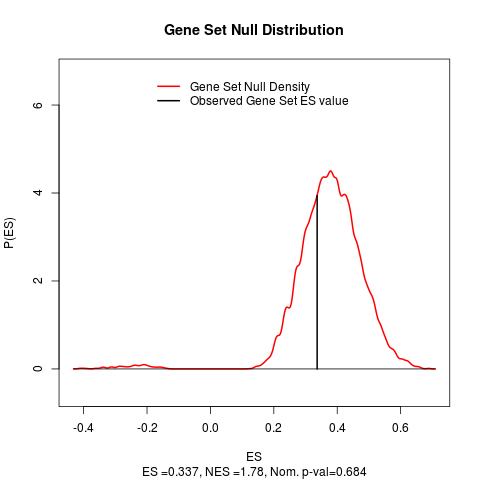 Gene Set Null Distribution
Gene Set Null Density
Observed Gene Set ES value
P(ES)
6
4
2
0
-0.4 -0.2 0.0 0.2 0.4 0.6
ES
ES =0.337, NES =1.78, Nom. p-val=0.684